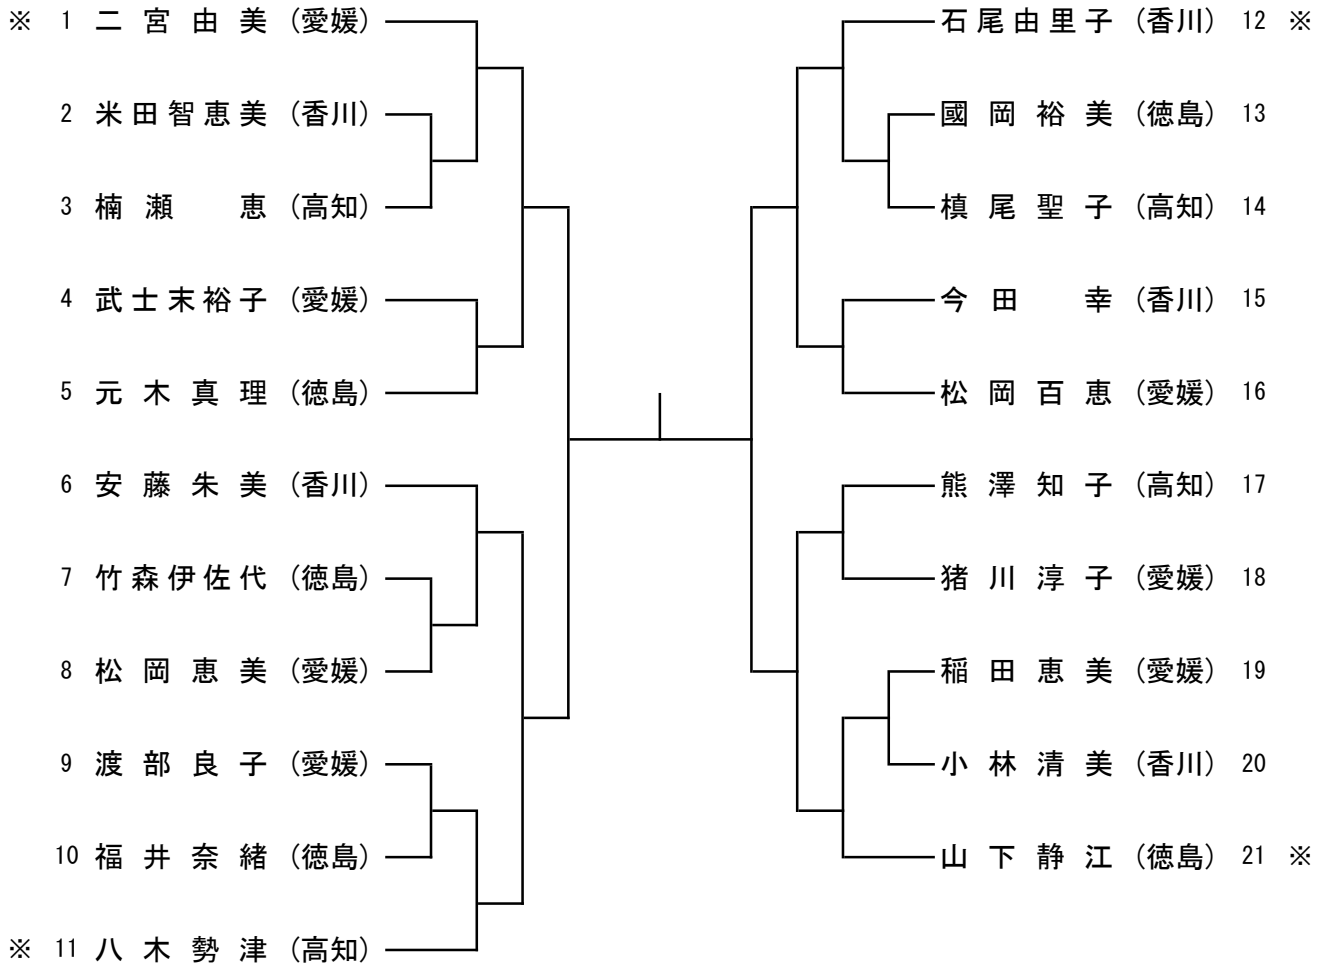 ※ 1 二宮由美 (愛媛)
2 米田智恵美 (香川)
3 楠瀬 恵 (高知)
4 武士末裕子 (愛媛)
5 元木真理 (徳島)
6 安藤朱美 (香川)
7 竹森伊佐代 (徳島)
8 松岡恵美 (愛媛)
9 渡部良子 (愛媛)
10 福井奈緒 (徳島)
※ 11 八木勢津 (高知)
石尾由里子 (香川) 12 ※
國岡裕美 (徳島) 13
槙尾聖子 (高知) 14
今田 幸 (香川) 15
松岡百恵 (愛媛) 16
熊澤知子 (高知) 17
猪川淳子 (愛媛) 18
稲田恵美 (愛媛) 19
小林清美 (香川) 20
山下静江 (徳島) 21 ※